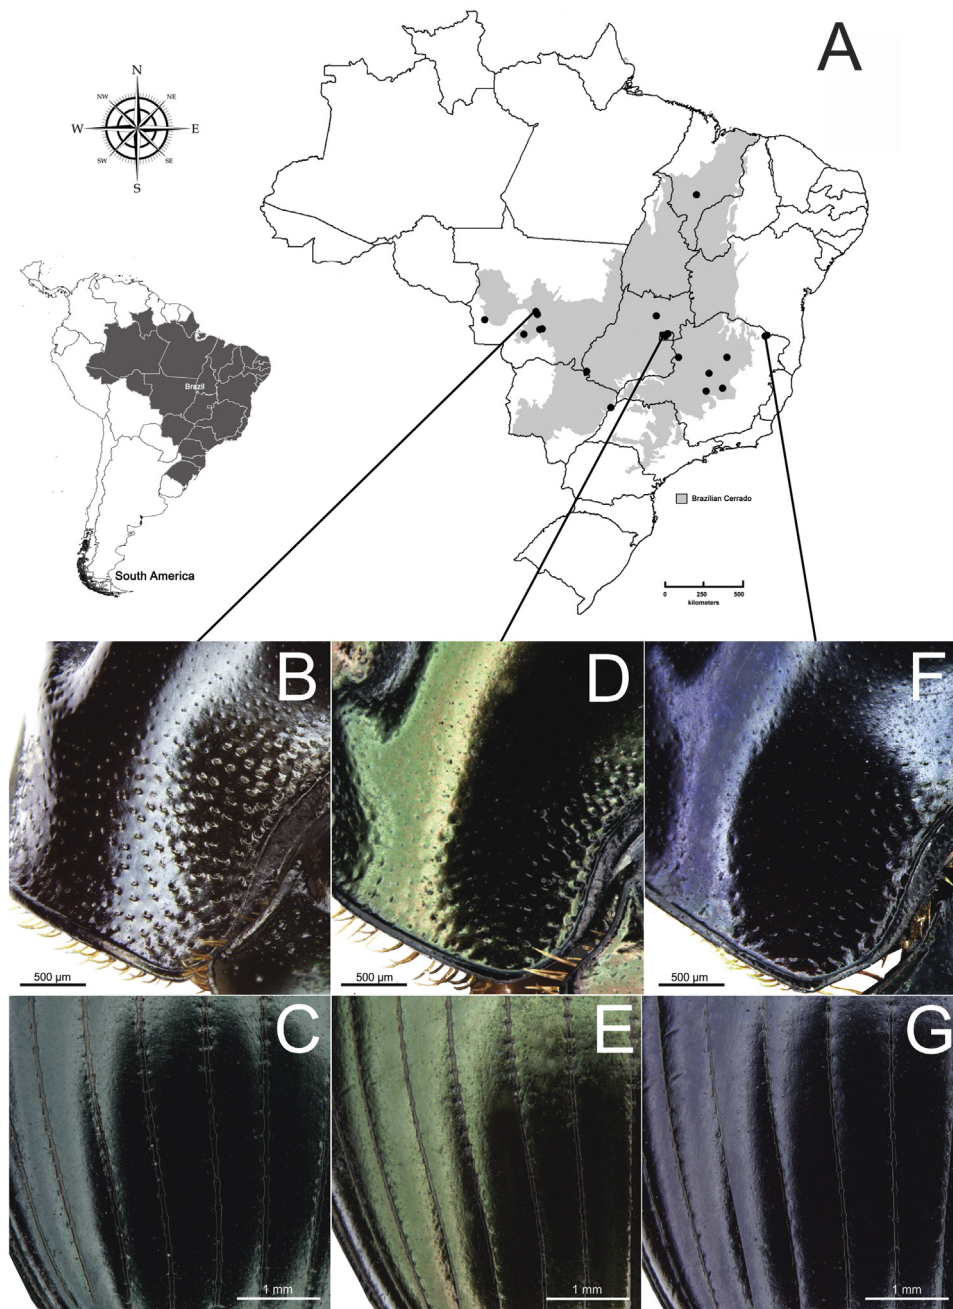 A
N
NW
NE
W
E
SW
SE
S
Brazil
Brazilian Cerrado
South America
0 250 500
kilometers
B
D
F
500 µm
500 µm
500 µm
C
E
G
1 mm
1 mm
1 mm